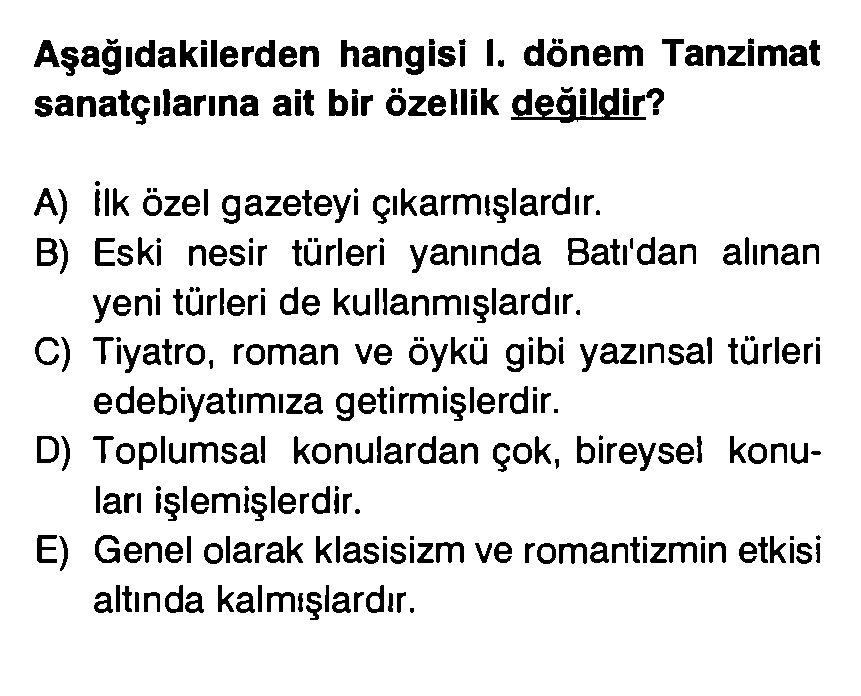 Aşağıdakilerden hangisi I. dönem Tanzimat
sanatçılarına ait bir özellik değildir?
A) İlk özel gazeteyi çıkarmışlardır.
B) Eski nesir türleri yanında Batı'dan alınan
yeni türleri de kullanmışlardır.
C) Tiyatro, roman ve öykü gibi yazınsal türleri
edebiyatımıza getirmişlerdir.
D) Toplumsal konulardan çok, bireysel konu-
ları işlemişlerdir.
E) Genel olarak klasisizm ve romantizmin etkisi
altında kalmışlardır.